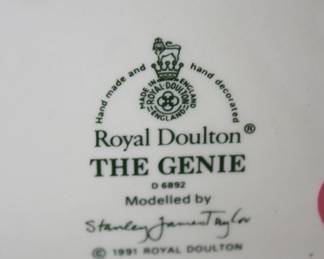 Hand made and hand decorated
MADE IN ENGLAND
ROYAL DOULTON
ENGLAND
Royal Doulton®
THE GENIE
D 6892
Modelled by
Stanley James Taylor
© 1991 ROYAL DOULTON